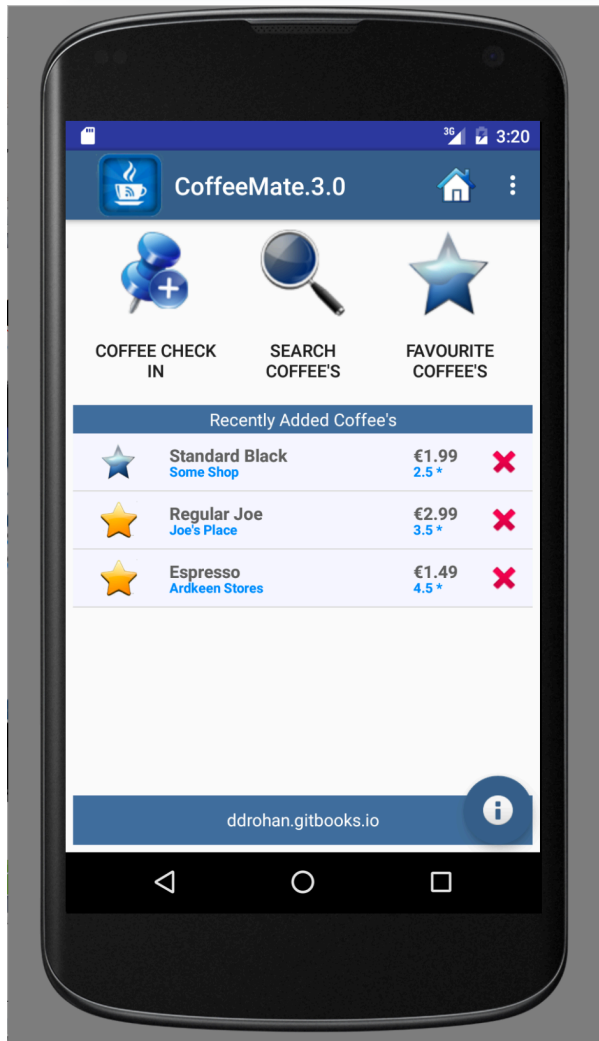 3G 3:20
CoffeeMate.3.0
COFFEE CHECK
IN
SEARCH
COFFEE'S
FAVOURITE
COFFEE'S
Recently Added Coffee's
Standard Black €1.99
Some Shop 2.5 *
Regular Joe €2.99
Joe's Place 3.5 *
Espresso €1.49
Ardkeen Stores 4.5 *
ddrohan.gitbooks.io